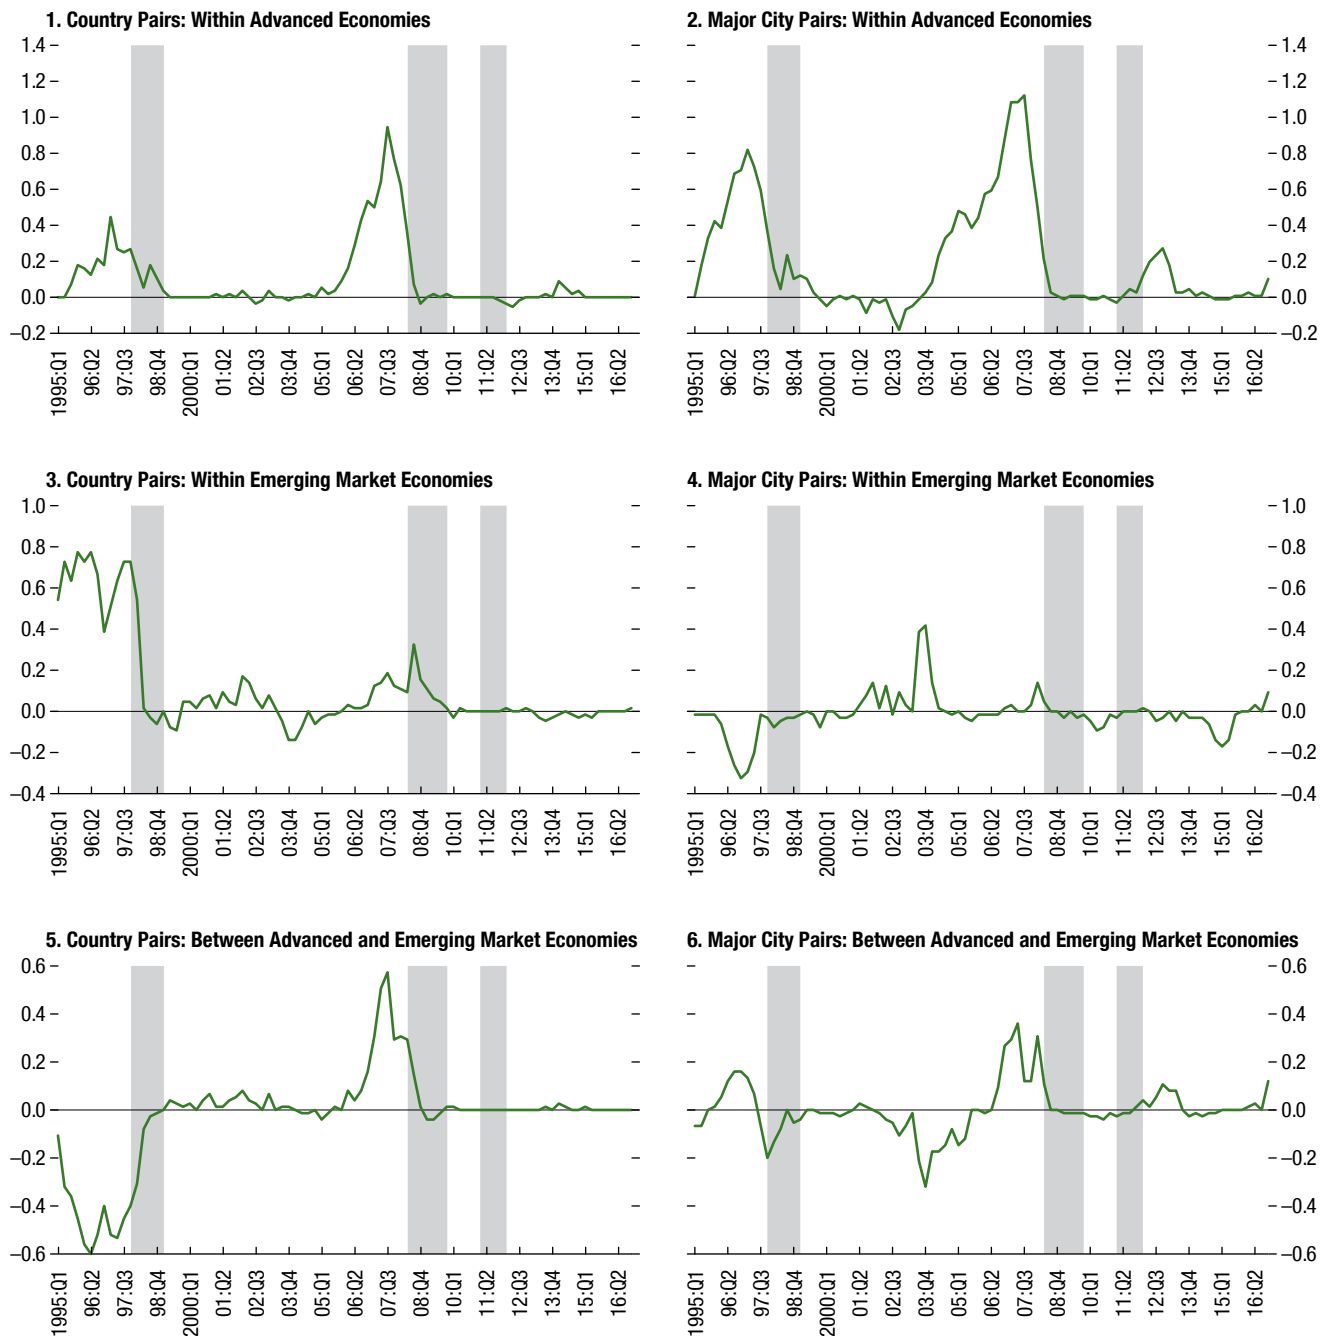 1. Country Pairs: Within Advanced Economies
1.4
1.2
1.0
0.8
0.6
0.4
0.2
0.0
–0.2
1995:Q1
96:Q2
97:Q3
98:Q4
2000:Q1
01:Q2
02:Q3
03:Q4
05:Q1
06:Q2
07:Q3
08:Q4
10:Q1
11:Q2
12:Q3
13:Q4
15:Q1
16:Q2
2. Major City Pairs: Within Advanced Economies
1.4
1.2
1.0
0.8
0.6
0.4
0.2
0.0
–0.2
1995:Q1
96:Q2
97:Q3
98:Q4
2000:Q1
01:Q2
02:Q3
03:Q4
05:Q1
06:Q2
07:Q3
08:Q4
10:Q1
11:Q2
12:Q3
13:Q4
15:Q1
16:Q2
3. Country Pairs: Within Emerging Market Economies
1.0
0.8
0.6
0.4
0.2
0.0
–0.2
–0.4
1995:Q1
96:Q2
97:Q3
98:Q4
2000:Q1
01:Q2
02:Q3
03:Q4
05:Q1
06:Q2
07:Q3
08:Q4
10:Q1
11:Q2
12:Q3
13:Q4
15:Q1
16:Q2
4. Major City Pairs: Within Emerging Market Economies
1.0
0.8
0.6
0.4
0.2
0.0
–0.2
–0.4
1995:Q1
96:Q2
97:Q3
98:Q4
2000:Q1
01:Q2
02:Q3
03:Q4
05:Q1
06:Q2
07:Q3
08:Q4
10:Q1
11:Q2
12:Q3
13:Q4
15:Q1
16:Q2
5. Country Pairs: Between Advanced and Emerging Market Economies
0.6
0.4
0.2
0.0
–0.2
–0.4
–0.6
1995:Q1
96:Q2
97:Q3
98:Q4
2000:Q1
01:Q2
02:Q3
03:Q4
05:Q1
06:Q2
07:Q3
08:Q4
10:Q1
11:Q2
12:Q3
13:Q4
15:Q1
16:Q2
6. Major City Pairs: Between Advanced and Emerging Market Economies
0.6
0.4
0.2
0.0
–0.2
–0.4
–0.6
1995:Q1
96:Q2
97:Q3
98:Q4
2000:Q1
01:Q2
02:Q3
03:Q4
05:Q1
06:Q2
07:Q3
08:Q4
10:Q1
11:Q2
12:Q3
13:Q4
15:Q1
16:Q2